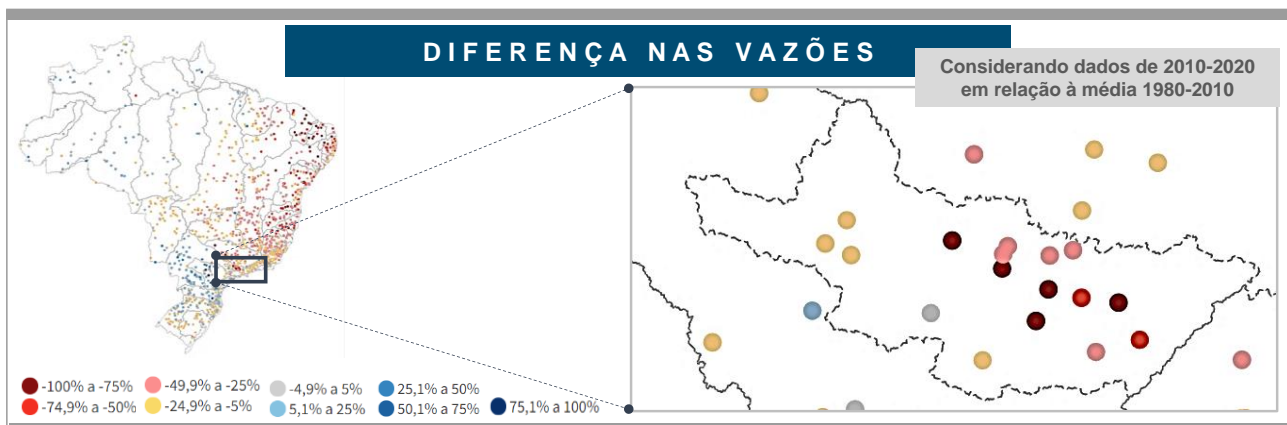 DIFERENÇA NAS VAZÕES
Considerando dados de 2010-2020
em relação à média 1980-2010
-100% a -75%
-49,9% a -25%
-4,9% a 5%
25,1% a 50%
-74,9% a -50%
-24,9% a -5%
5,1% a 25%
50,1% a 75%
75,1% a 100%